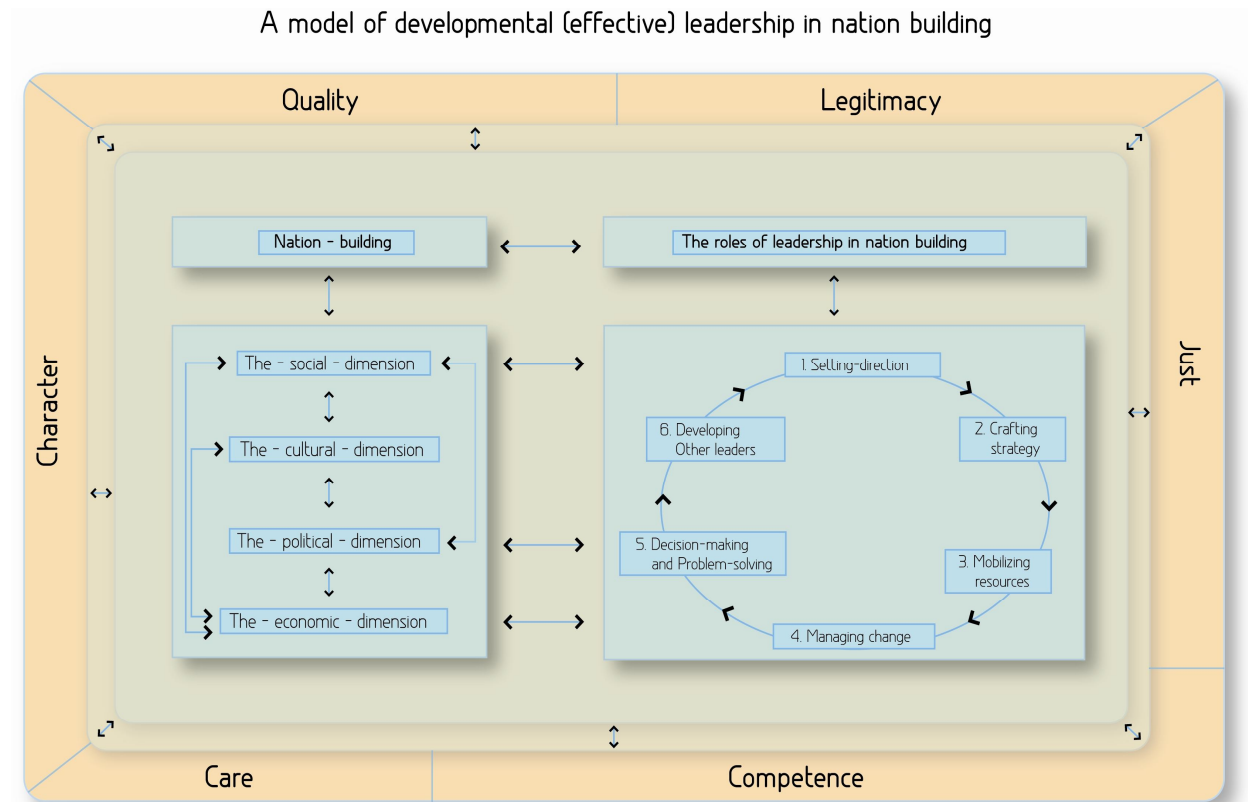 A model of developmental (effective) leadership in nation building
Quality
Legitimacy
Character
Just
Nation - building
The roles of leadership in nation building
The - social - dimension
The - cultural - dimension
The - political - dimension
The - economic - dimension
1. Setting-direction
2. Crafting
strategy
3. Mobilizing
resources
4. Managing change
5. Decision-making
and Problem-solving
6. Developing
Other leaders
Care
Competence